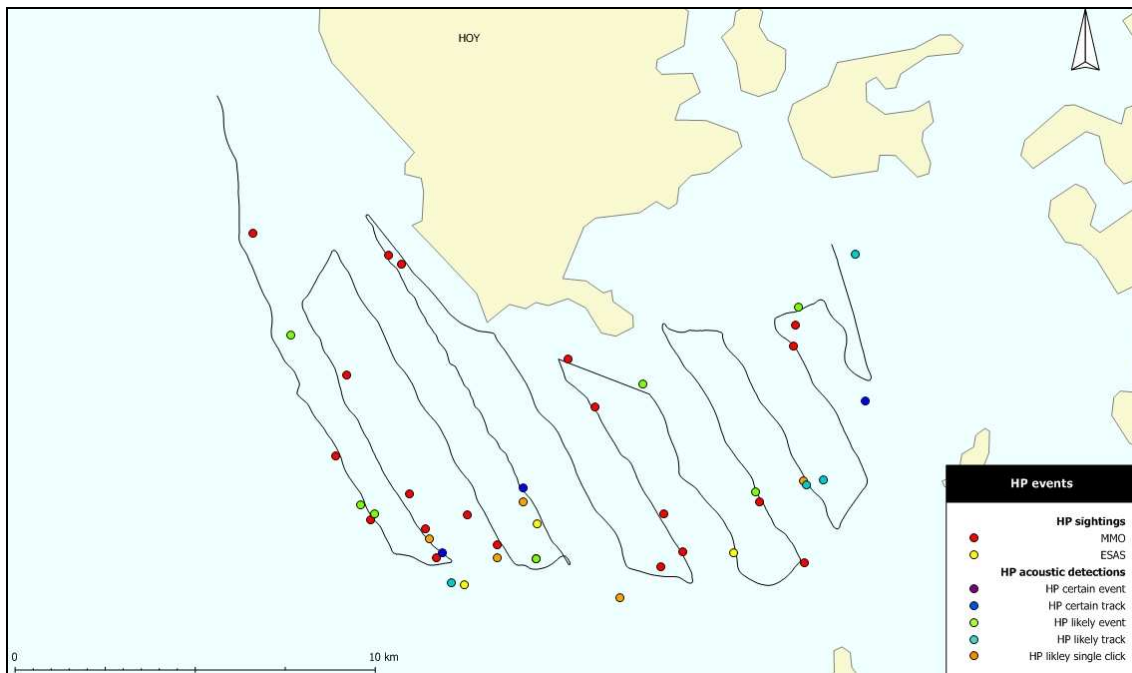 HOY
HP events
HP sightings
MMO
ESAS
HP acoustic detections
HP certain event
HP certain track
HP likely event
HP likely track
HP likley single click
0
10 km